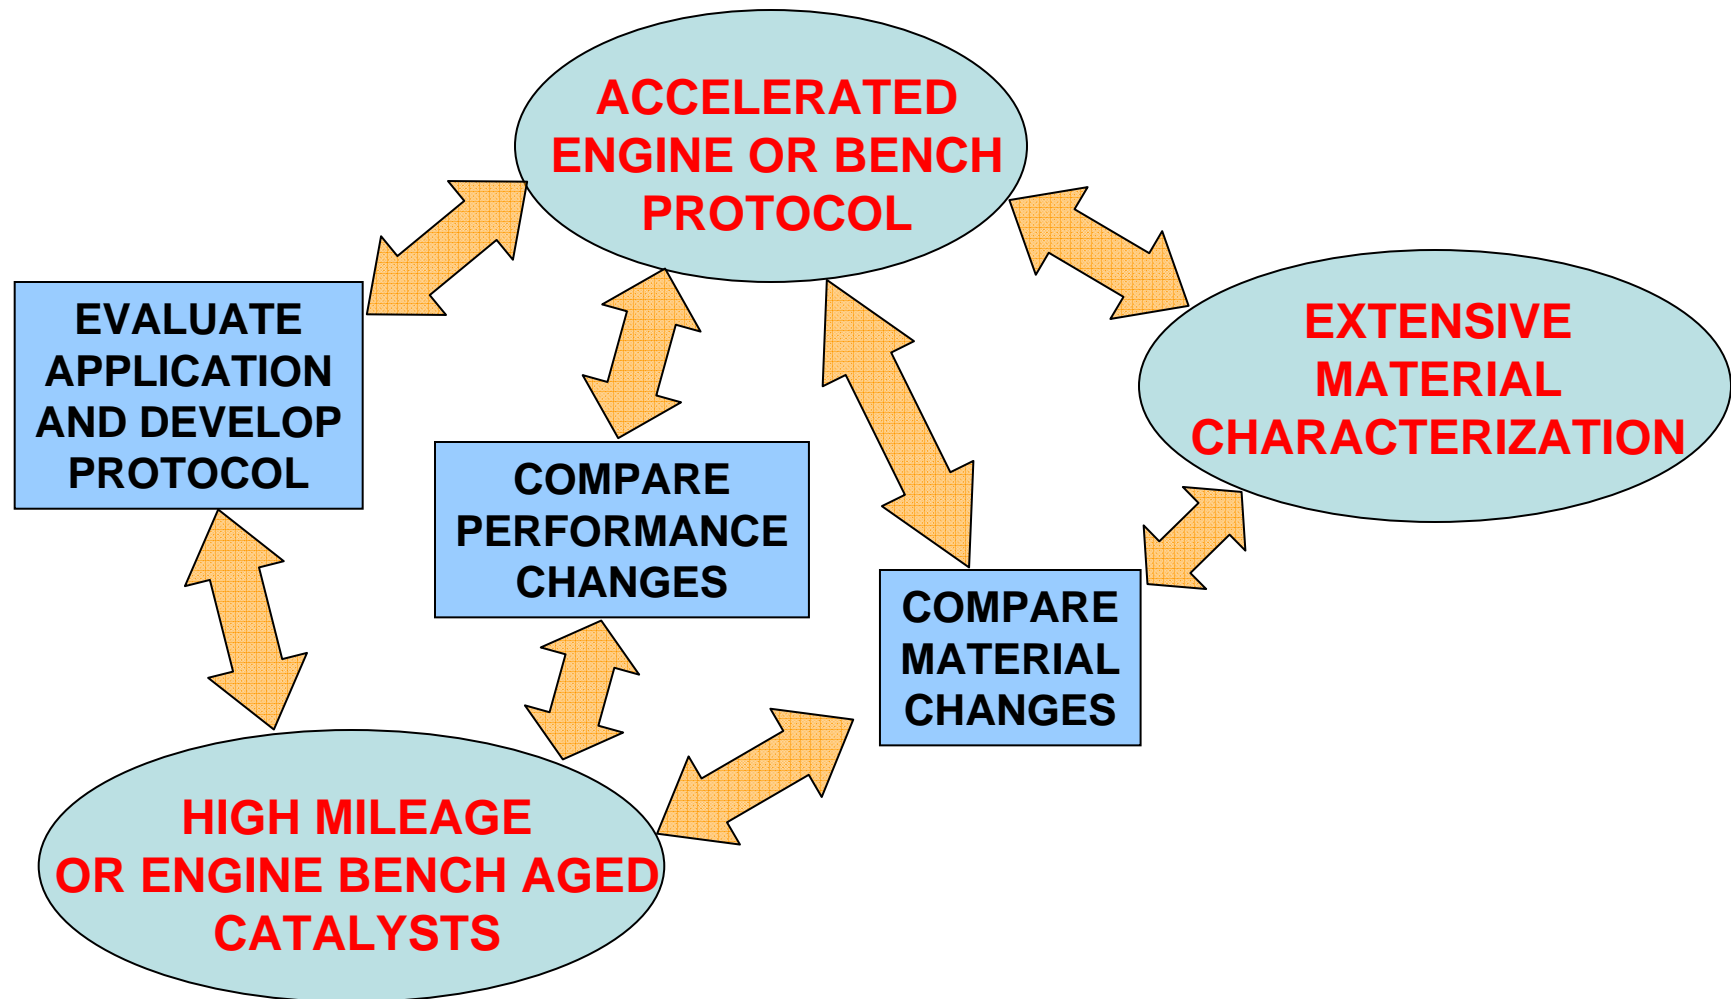 ACCELERATED
ENGINE OR BENCH
PROTOCOL
EVALUATE
APPLICATION
AND DEVELOP
PROTOCOL
EXTENSIVE
MATERIAL
CHARACTERIZATION
COMPARE
PERFORMANCE
CHANGES
COMPARE
MATERIAL
CHANGES
HIGH MILEAGE
OR ENGINE BENCH AGED
CATALYSTS